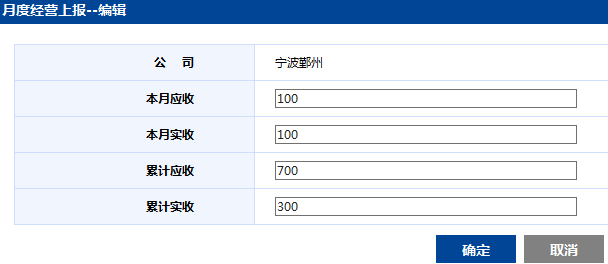 月度经营上报--编辑
公 司 宁波鄞州
本月应收 100
本月实收 100
累计应收 700
累计实收 300
确定 取消